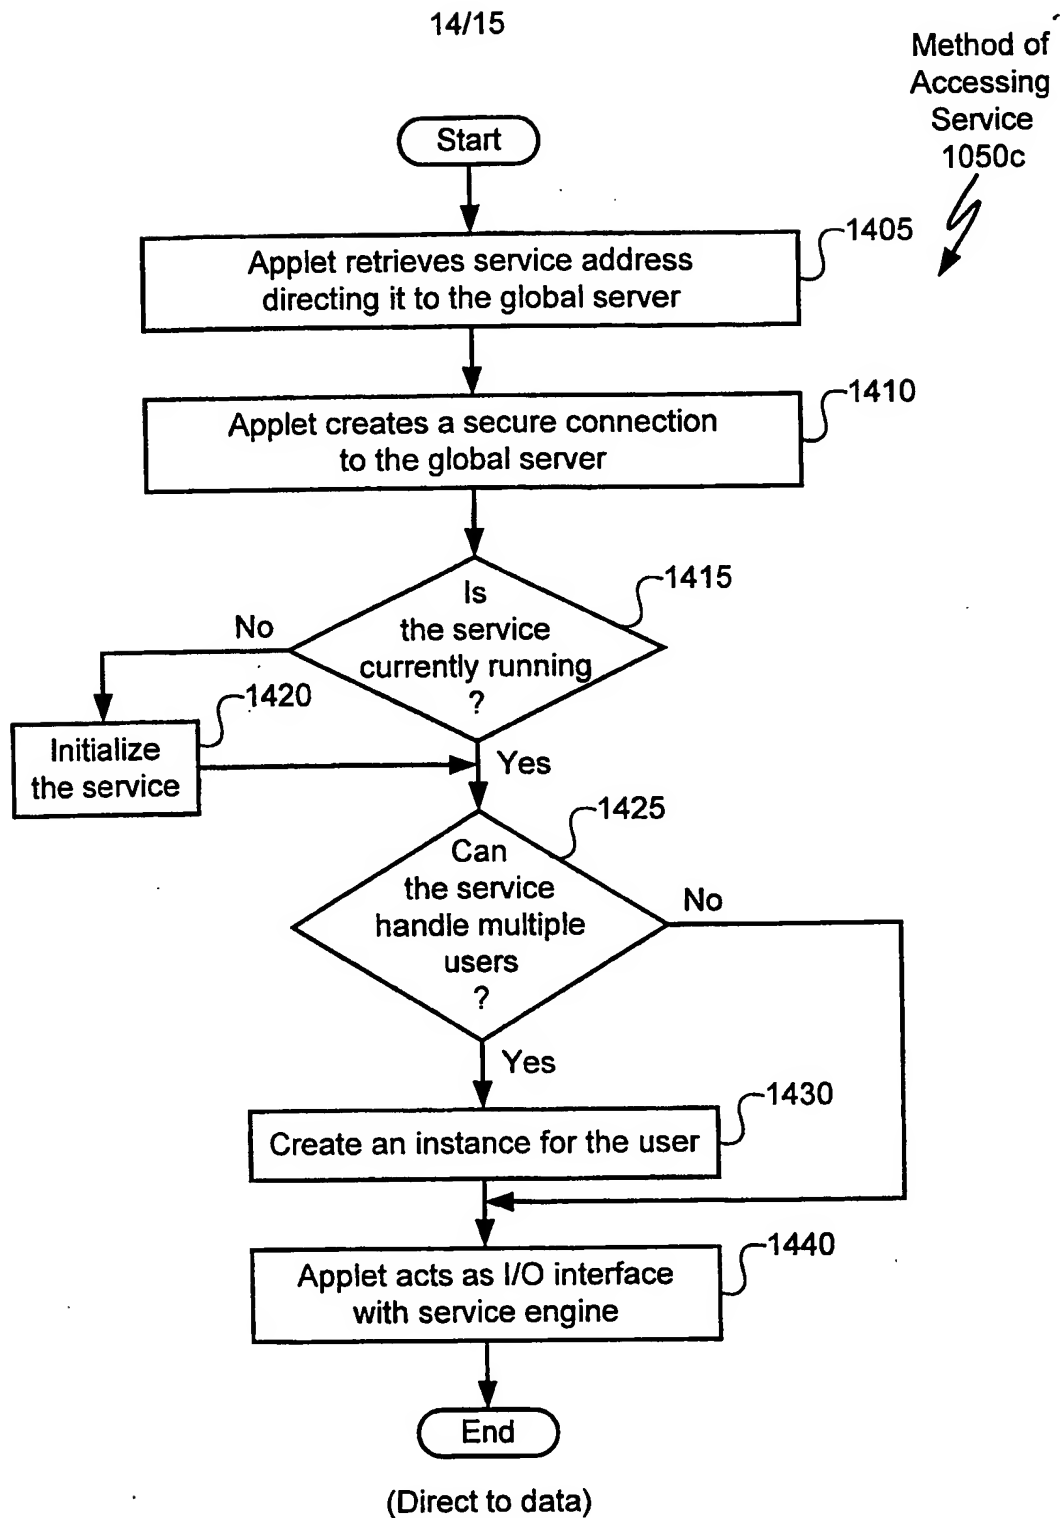 14/15
Method of
Accessing
Service
1050c
Start
1405
Applet retrieves service address
directing it to the global server
1410
Applet creates a secure connection
to the global server
1415
Is
the service
currently running
?
No
1420
Initialize
the service
Yes
1425
Can
the service
handle multiple
users
?
No
Yes
1430
Create an instance for the user
1440
Applet acts as I/O interface
with service engine
End
(Direct to data)